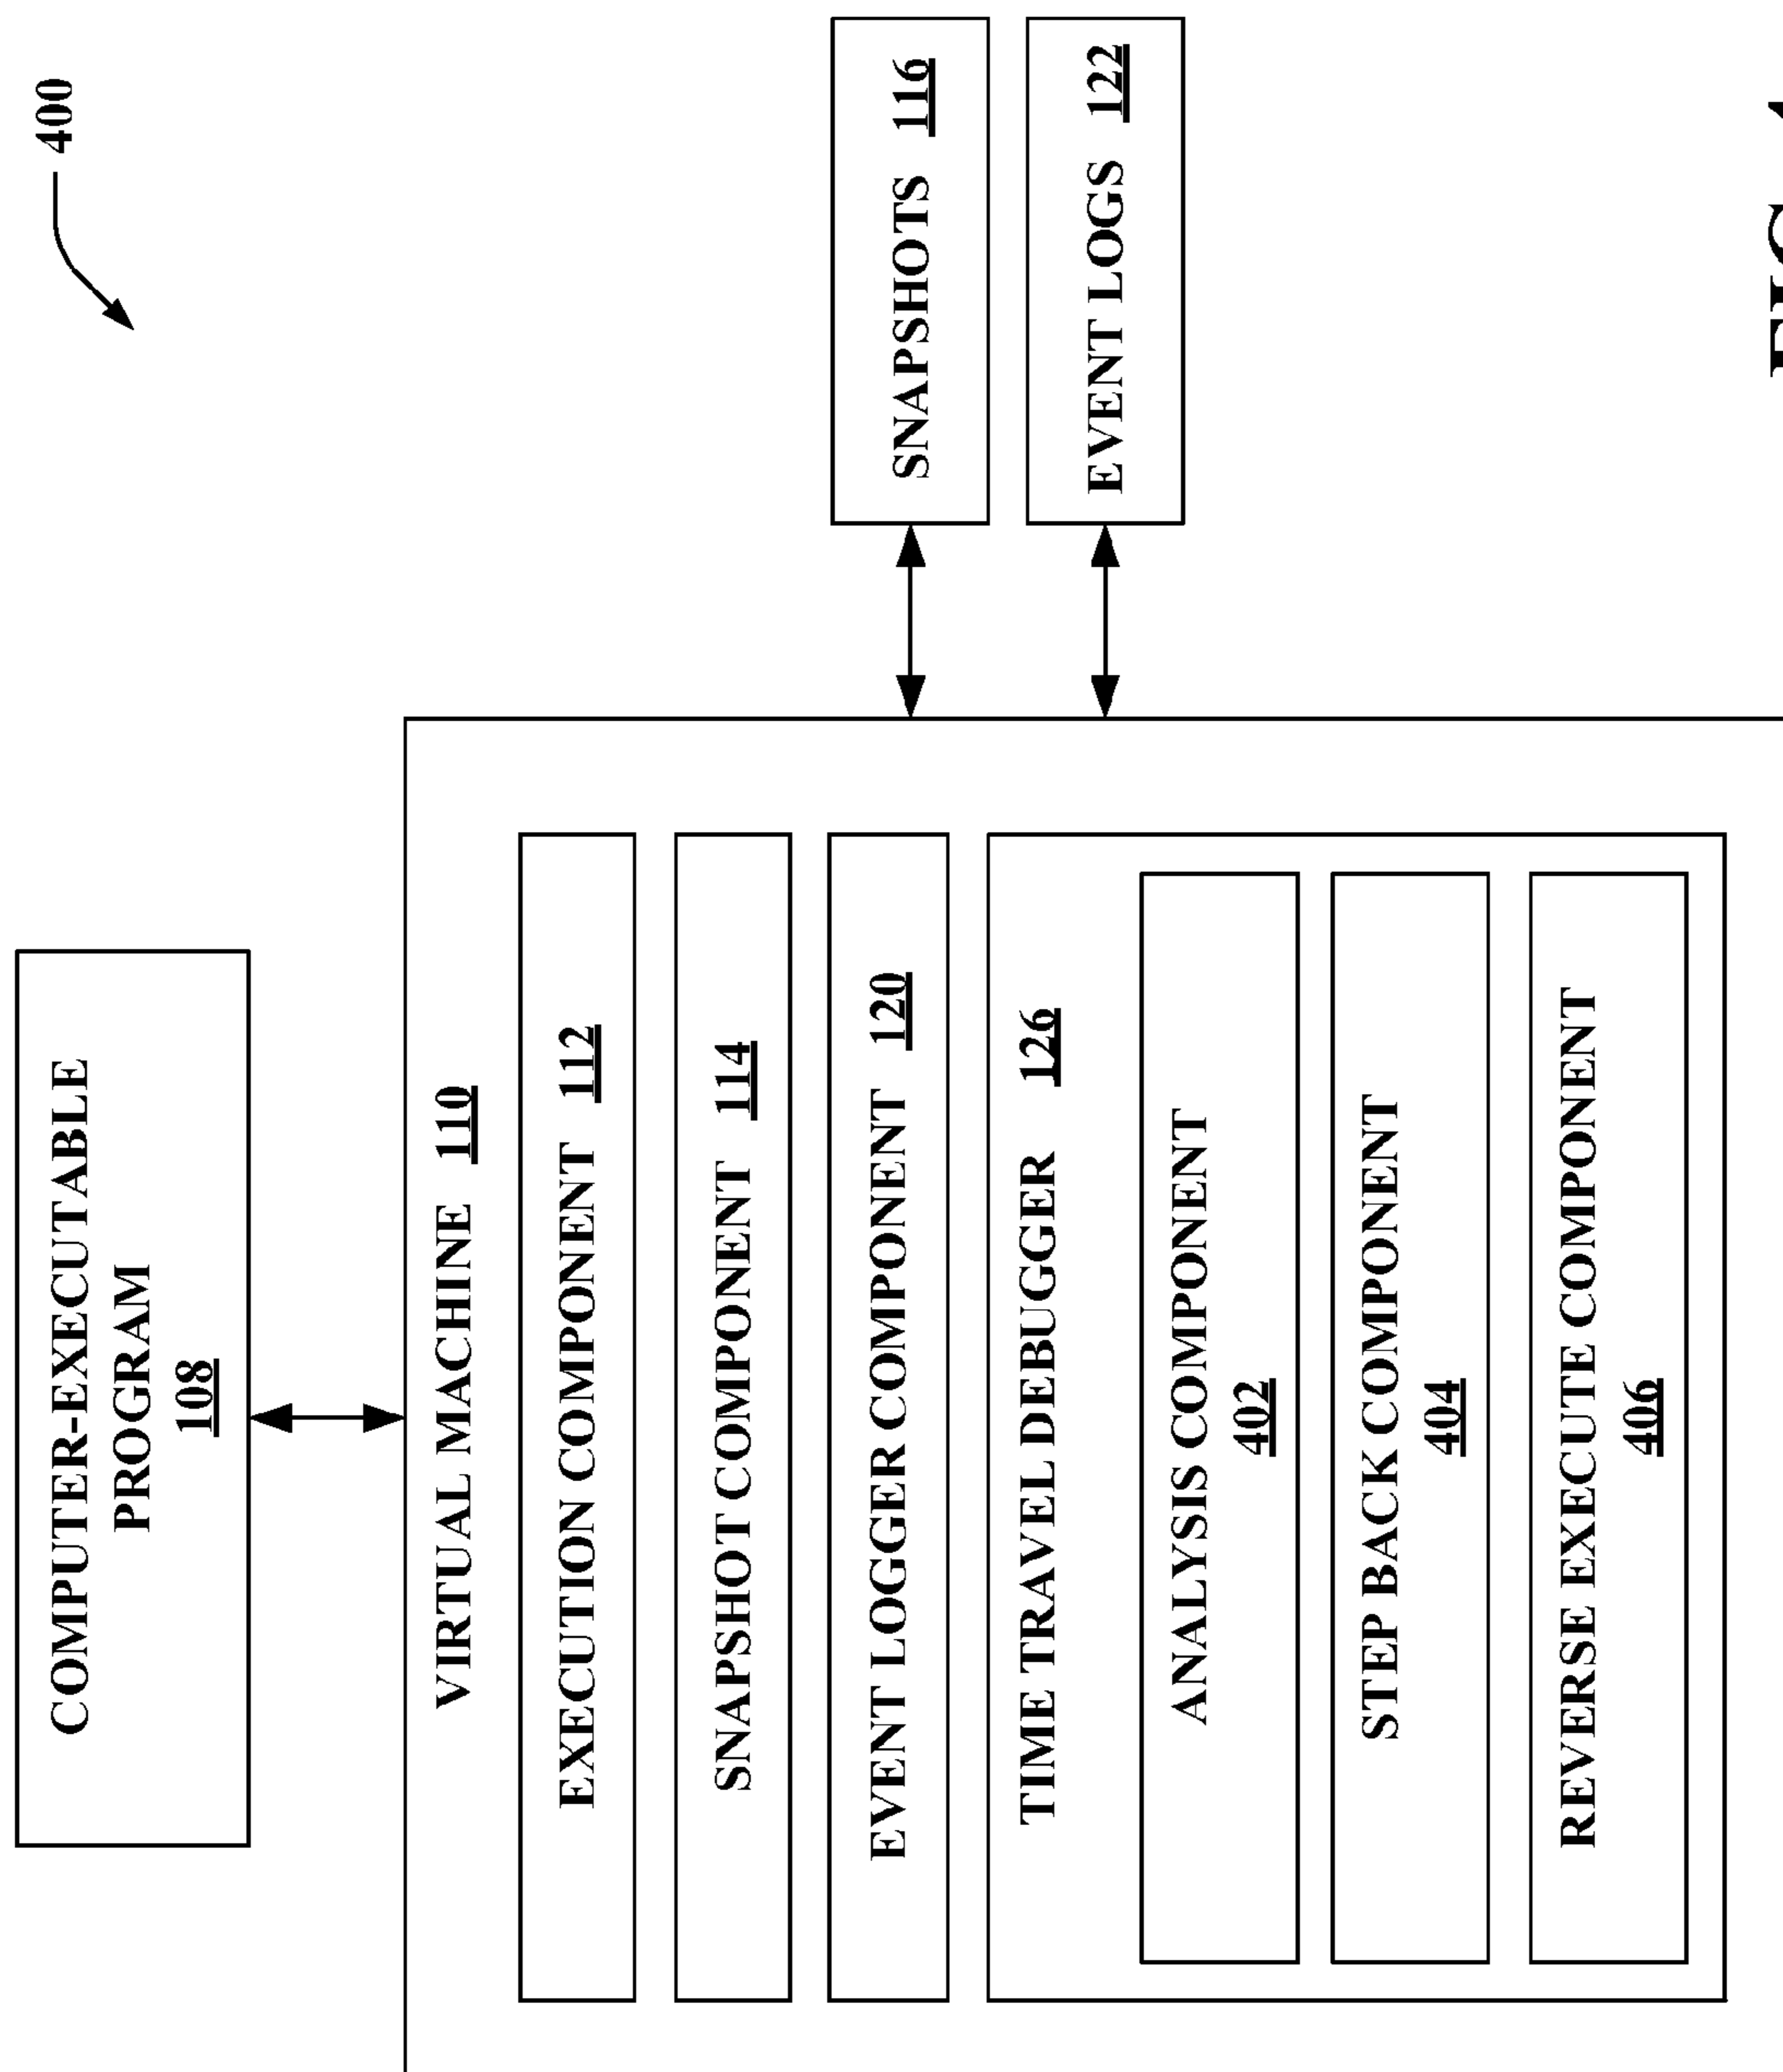 400
COMPUTER-EXECUTABLE
PROGRAM
108
VIRTUAL MACHINE 110
EXECUTION COMPONENT 112
SNAPSHOT COMPONENT 114
EVENT LOGGER COMPONENT 120
TIME TRAVEL DEBUGGER 126
ANALYSIS COMPONENT
402
STEP BACK COMPONENT
404
REVERSE EXECUTE COMPONENT
406
SNAPSHOTS 116
EVENT LOGS 122